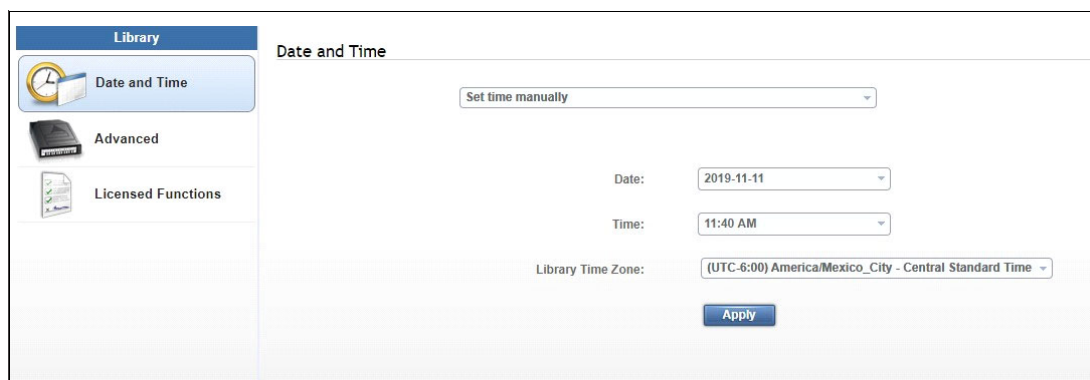 Library
Date and Time
Advanced
Licensed Functions
Date and Time
Set time manually
Date: 2019-11-11
Time: 11:40 AM
Library Time Zone: (UTC-6:00) America/Mexico_City - Central Standard Time
Apply